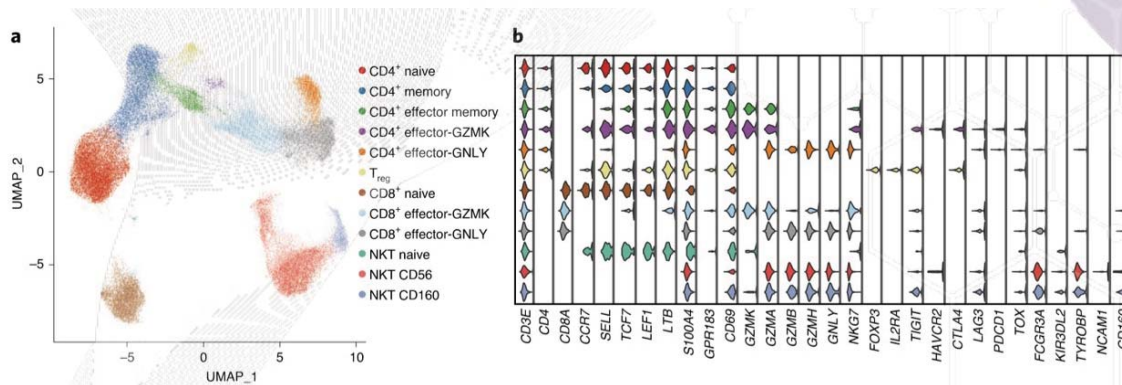 a
b
UMAP_2
5
0
−5
−5
0
5
10
UMAP_1
CD4⁺ naive
CD4⁺ memory
CD4⁺ effector memory
CD4⁺ effector-GZMK
CD4⁺ effector-GNLY
Treg
CD8⁺ naive
CD8⁺ effector-GZMK
CD8⁺ effector-GNLY
NKT naive
NKT CD56
NKT CD160
CD3E
CD4
CD8A
CCR7
SELL
TCF7
LEF1
LTB
S100A4
GPR183
CD69
GZMK
GZMA
GZMB
GZMH
GNLY
NKG7
FOXP3
IL2RA
TIGIT
HAVCR2
CTLA4
LAG3
PDCD1
TOX
FCGR3A
KIR3DL2
TYROBP
NCAM1
CD160